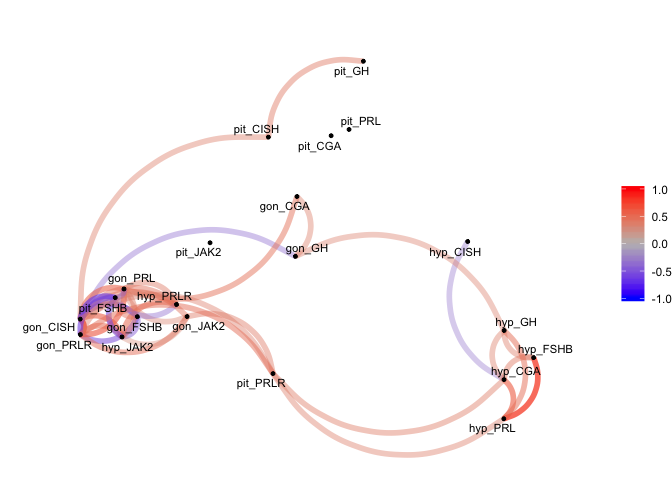 pit_GH
pit_CISH
pit_PRL
pit_CGA
gon_CGA
pit_JAK2
gon_GH
hyp_CISH
gon_PRL
pit_FSHB
hyp_PRLR
gon_CISH
gon_FSHB
gon_JAK2
gon_PRLR
hyp_JAK2
pit_PRLR
hyp_GH
hyp_FSHB
hyp_CGA
hyp_PRL
1.0
0.5
0.0
-0.5
-1.0